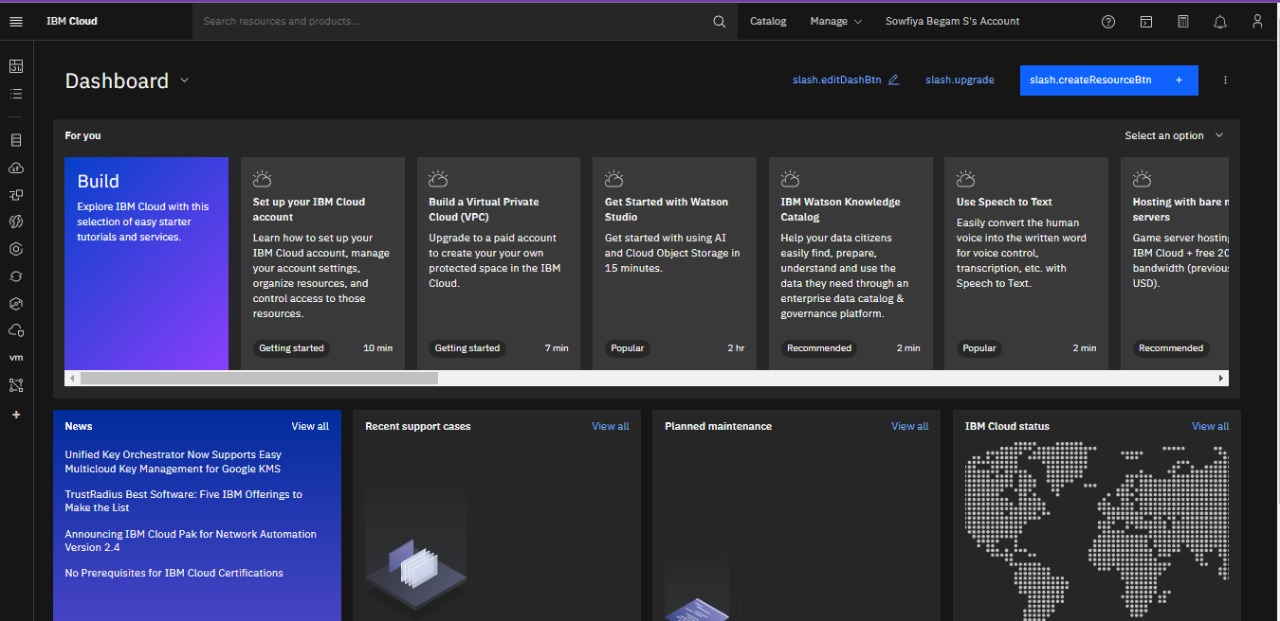 IBM Cloud
Search resources and products...
Catalog
Manage
Sowfiya Begam S's Account
Dashboard
slash.editDashBtn
slash.upgrade
slash.createResourceBtn +
For you
Select an option
Build
Explore IBM Cloud with this
selection of easy starter
tutorials and services.
Set up your IBM Cloud
account
Learn how to set up your
IBM Cloud account, manage
your account settings,
organize resources, and
control access to those
resources.
Getting started
10 min
Build a Virtual Private
Cloud (VPC)
Upgrade to a paid account
to create your your own
protected space in the IBM
Cloud.
Getting started
7 min
Get Started with Watson
Studio
Get started with using AI
and Cloud Object Storage in
15 minutes.
Popular
2 hr
IBM Watson Knowledge
Catalog
Help your data citizens
easily find, prepare,
understand and use the
data they need through an
enterprise data catalog &
governance platform.
Recommended
2 min
Use Speech to Text
Easily convert the human
voice into the written word
for voice control,
transcription, etc. with
Speech to Text.
Popular
2 min
Hosting with bare
servers
Game server hosting
IBM Cloud + free 20
bandwidth (previous
USD).
Recommended
vm
+
News
View all
Unified Key Orchestrator Now Supports Easy
Multicloud Key Management for Google KMS
TrustRadius Best Software: Five IBM Offerings to
Make the List
Announcing IBM Cloud Pak for Network Automation
Version 2.4
No Prerequisites for IBM Cloud Certifications
Recent support cases
View all
Planned maintenance
View all
IBM Cloud status
View all